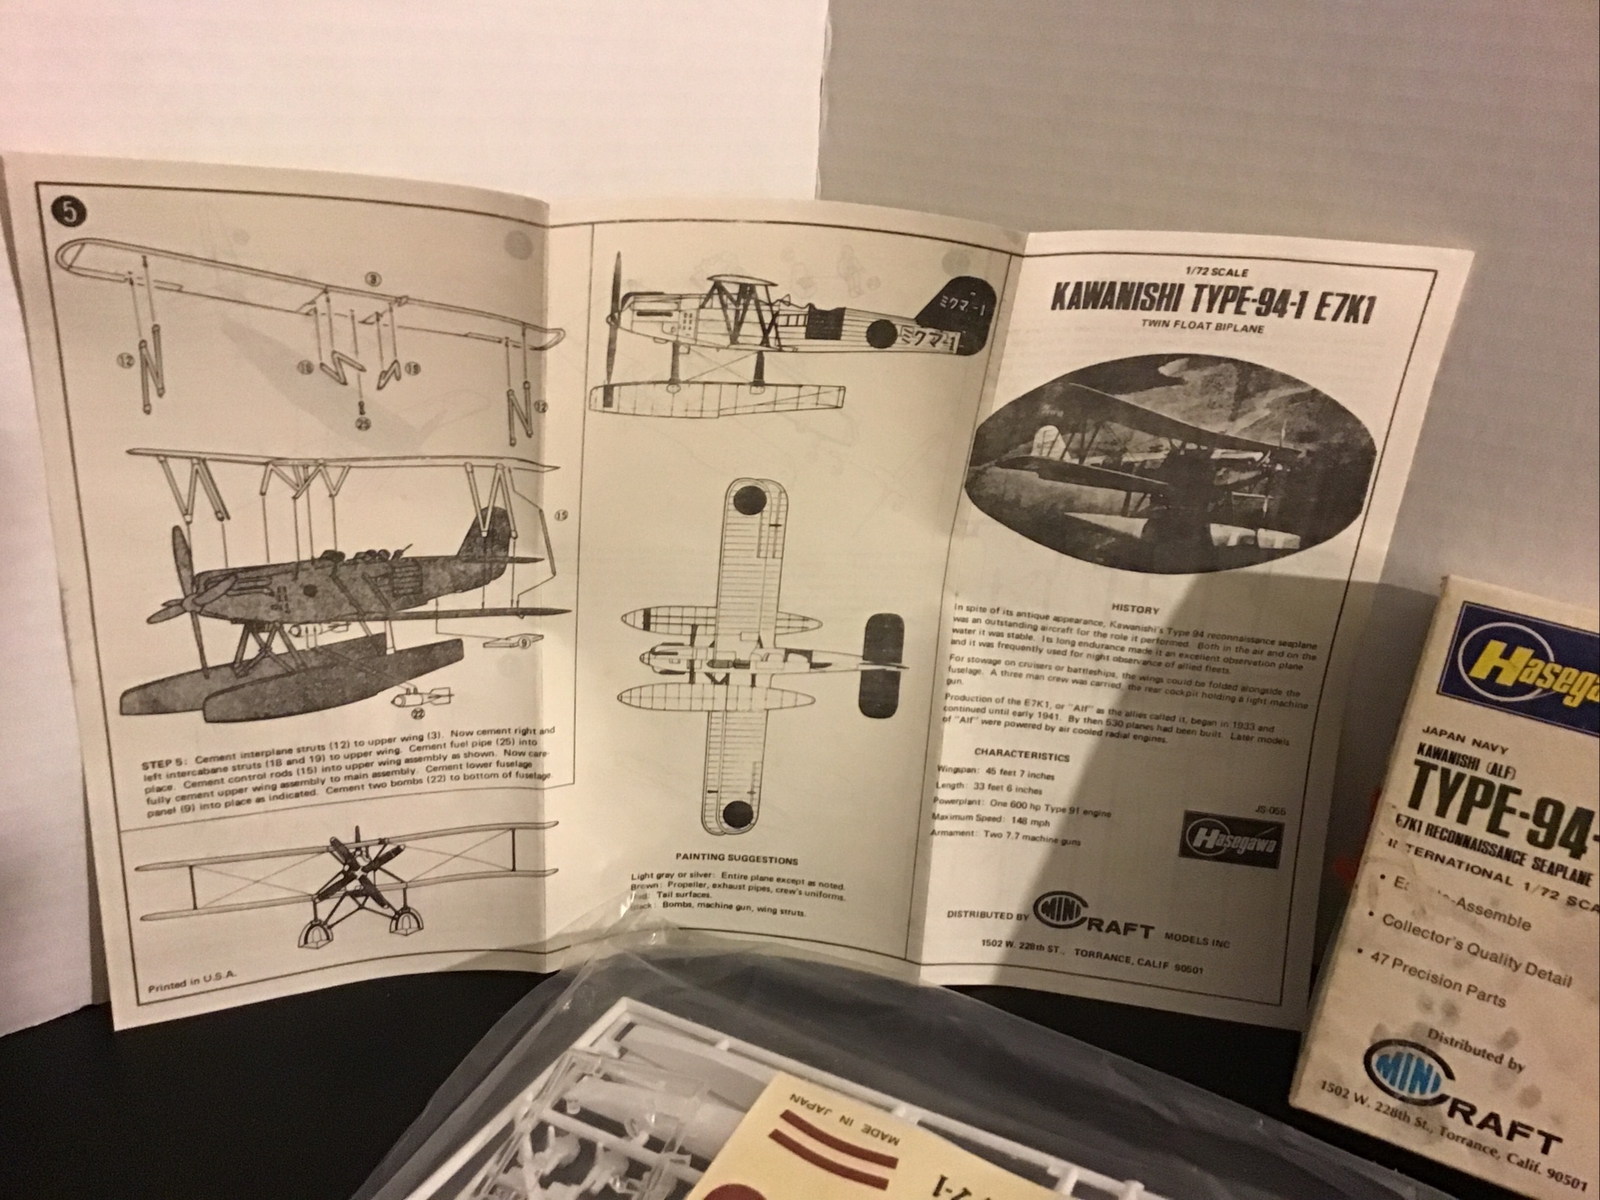 5
3
12
18
19
25
12
15
9
22
STEP 5: Cement interplane struts (12) to upper wing (3). Now cement right and
left intercabane struts (18 and 19) to upper wing. Cement fuel pipe (25) into
place. Cement control rods (15) into upper wing assembly as shown. Now care-
fully cement upper wing assembly to main assembly. Cement lower fuselage
panel (9) into place as indicated. Cement two bombs (22) to bottom of fuselage.
Printed in U.S.A.
ミクマ-1
ミクマ-1
PAINTING SUGGESTIONS
Light gray or silver: Entire plane except as noted.
Brown: Propeller, exhaust pipes, crew's uniforms.
Tail surfaces.
Black: Bombs, machine gun, wing struts.
1/72 SCALE
KAWANISHI TYPE-94-1 E7K1
TWIN FLOAT BIPLANE
HISTORY
In spite of its antique appearance, Kawanishi's Type 94 reconnaissance seaplane
was an outstanding aircraft for the role it performed. Both in the air and on the
water it was stable. Its long endurance made it an excellent observation plane
and it was frequently used for night observance of allied fleets.
For stowage on cruisers or battleships, the wings could be folded alongside the
fuselage. A three man crew was carried, the rear cockpit holding a light machine
gun.
Production of the E7K1, or "Alf" as the allies called it, began in 1933 and
continued until early 1941. By then 530 planes had been built. Later models
of "Alf" were powered by air cooled radial engines.
CHARACTERISTICS
Wingspan: 45 feet 7 inches
Length: 33 feet 6 inches
Powerplant: One 600 hp Type 91 engine
Maximum Speed: 148 mph
Armament: Two 7.7 machine guns
JS-055
Hasegawa
DISTRIBUTED BY MINICRAFT MODELS INC
1502 W. 228th ST., TORRANCE, CALIF 90501
Hasega
JAPAN NAVY
KAWANISHI (ALF)
TYPE-94-
E7K1 RECONNAISSANCE SEAPLANE
INTERNATIONAL 1/72 SCA
-Assemble
• Collector's Quality Detail
• 47 Precision Parts
Distributed by
MINICRAFT
1502 W. 228th St., Torrance, Calif. 90501
MADE IN JAPAN